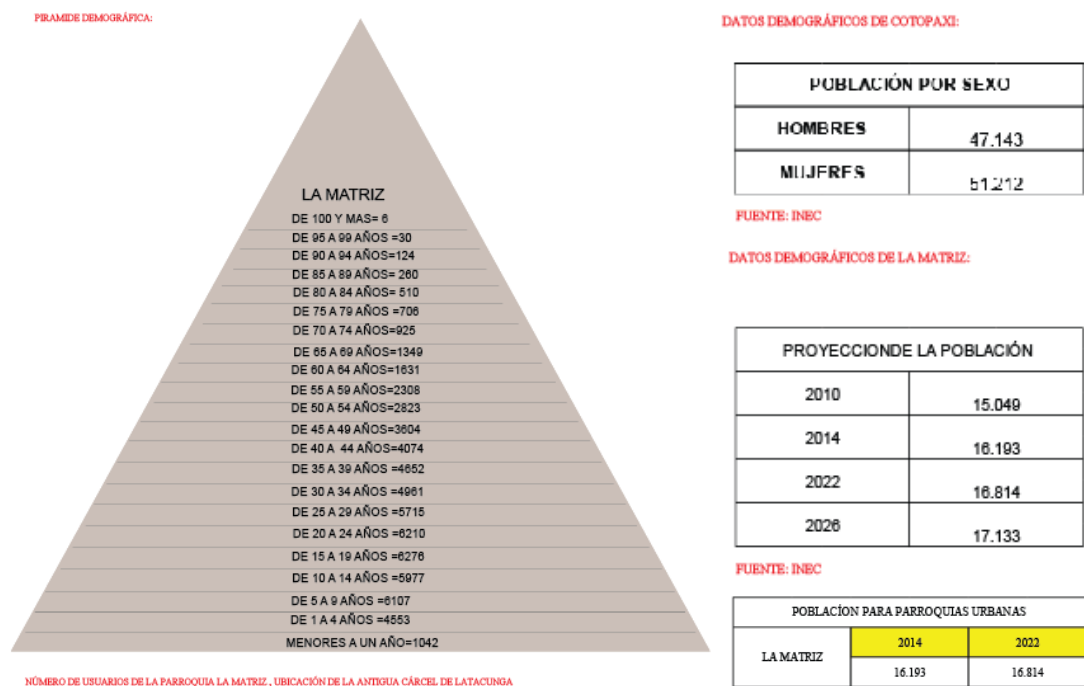 PIRAMIDE DEMOGRÁFICA:
LA MATRIZ
DE 100 Y MAS= 6
DE 95 A 99 AÑOS =30
DE 90 A 94 AÑOS=124
DE 85 A 89 AÑOS= 260
DE 80 A 84 AÑOS= 510
DE 75 A 79 AÑOS =706
DE 70 A 74 AÑOS=925
DE 65 A 69 AÑOS=1349
DE 60 A 64 AÑOS=1631
DE 55 A 59 AÑOS=2308
DE 50 A 54 AÑOS=2823
DE 45 A 49 AÑOS=3604
DE 40 A 44 AÑOS=4074
DE 35 A 39 AÑOS =4652
DE 30 A 34 AÑOS =4961
DE 25 A 29 AÑOS =5715
DE 20 A 24 AÑOS =6210
DE 15 A 19 AÑOS =6276
DE 10 A 14 AÑOS =5977
DE 5 A 9 AÑOS =6107
DE 1 A 4 AÑOS =4553
MENORES A UN AÑO=1042
NÚMERO DE USUARIOS DE LA PARROQUIA LA MATRIZ , UBICACIÓN DE LA ANTIGUA CÁRCEL DE LATACUNGA
DATOS DEMOGRÁFICOS DE COTOPAXI:
POBLACIÓN POR SEXO
HOMBRES 47.143
MUJERES 51.212
FUENTE: INEC
DATOS DEMOGRÁFICOS DE LA MATRIZ:
PROYECCIONDE LA POBLACIÓN
2010 15.049
2014 16.193
2022 16.814
2026 17.133
FUENTE: INEC
POBLACÍON PARA PARROQUIAS URBANAS
LA MATRIZ 2014 2022
16.193 16.814